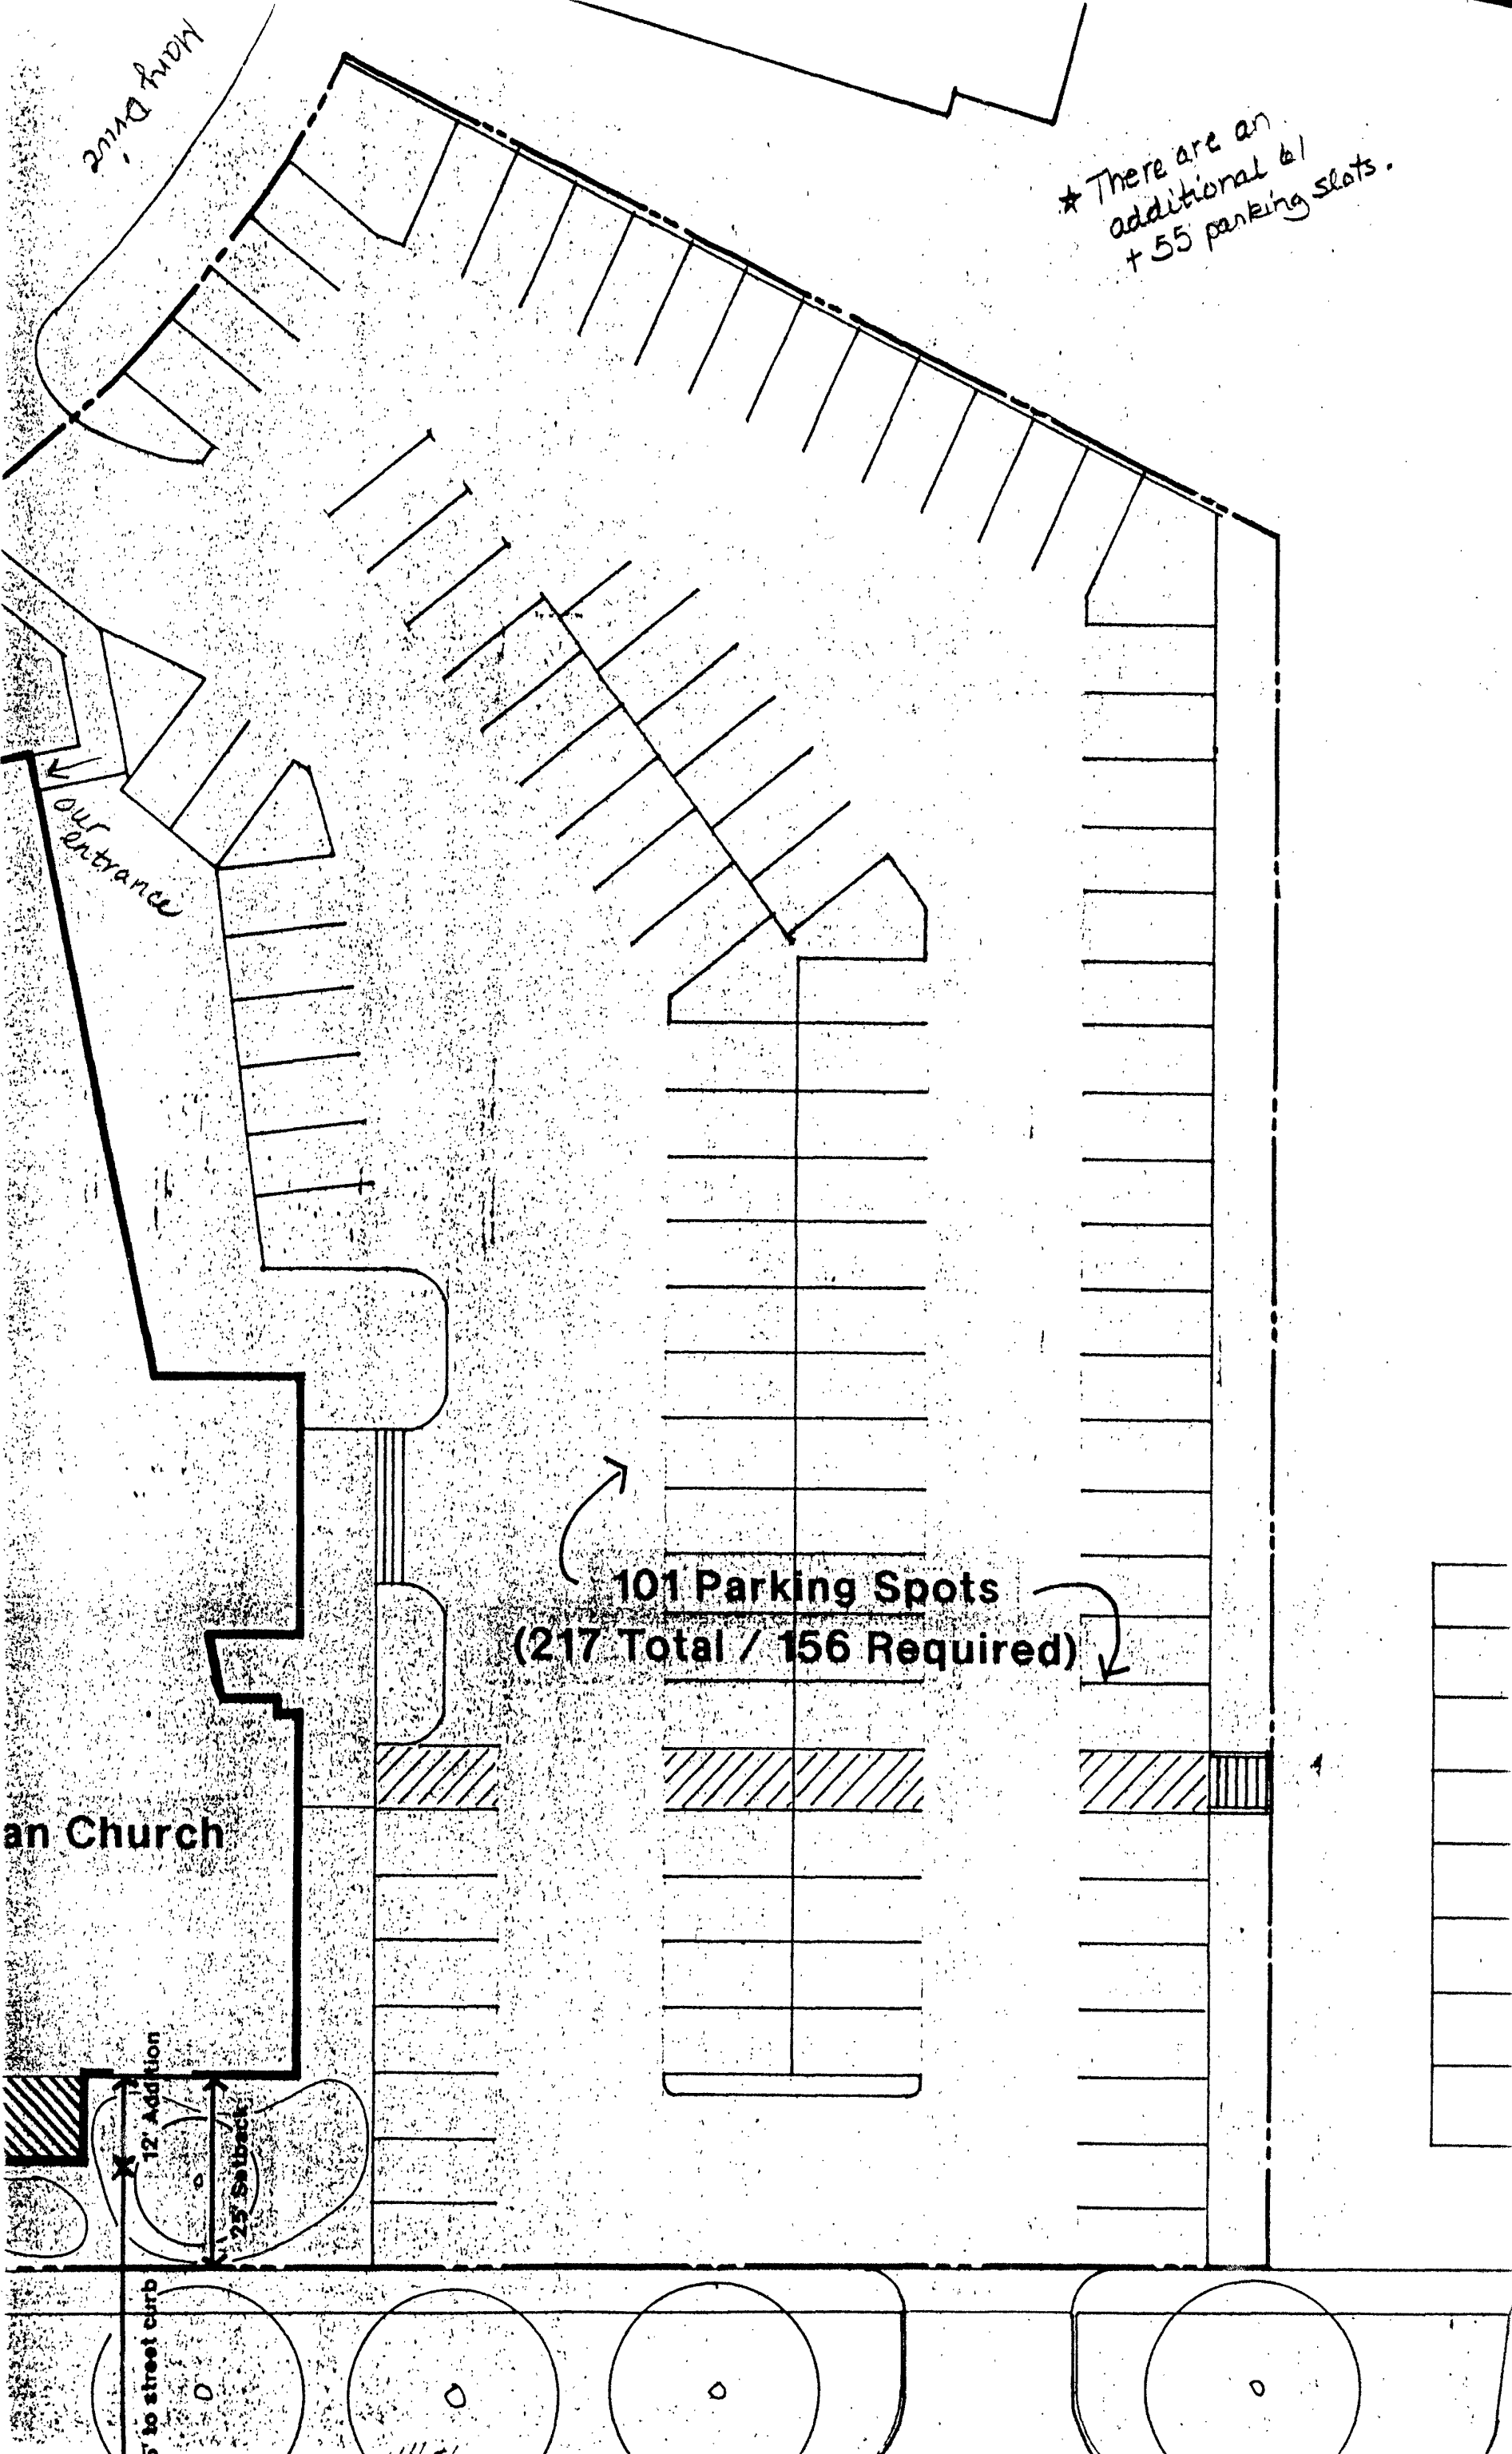 Mary Drive
* There are an
additional 61
+ 55 parking slots.
our
entrance
101 Parking Spots
(217 Total / 156 Required)
an Church
12' Addition
25' Setback
5' to street curb